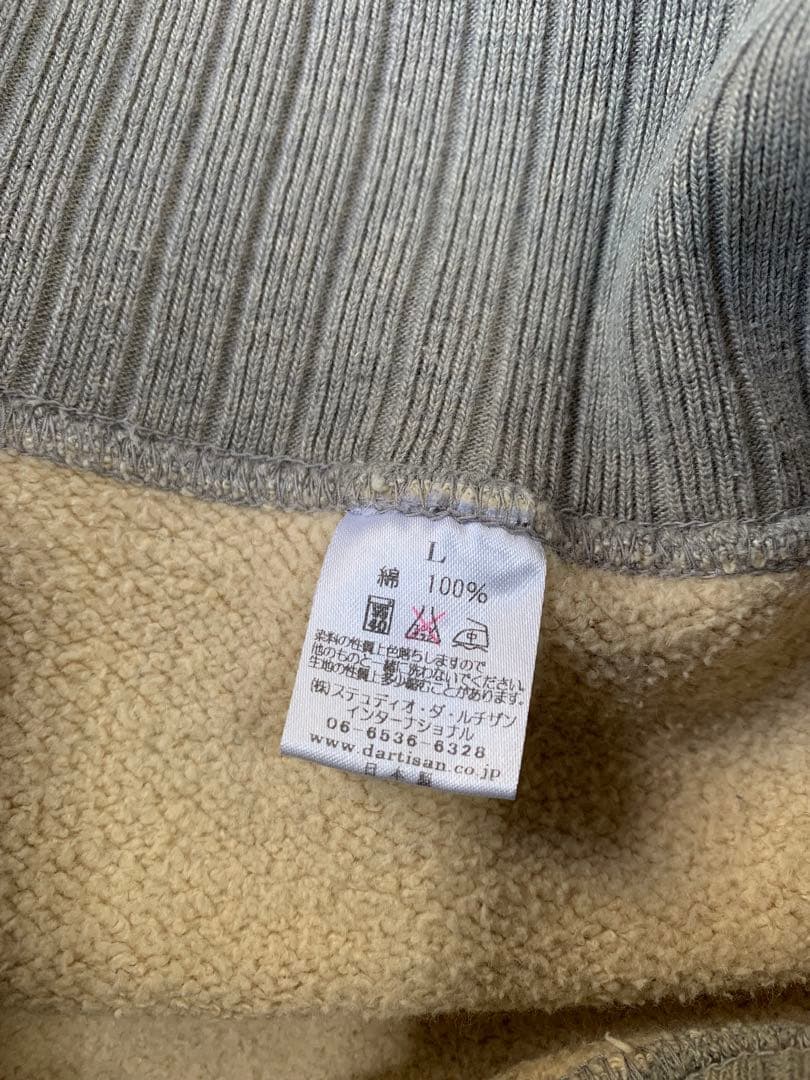 L
綿 100%
40
中
染料の性質上色落ちしますので
他のものと一緒に洗わないでください。
生地の性質上多少縮むことがあります。
(株)ステュディオ・ダ・ルチザン
インターナショナル
06-6536-6328
www.dartisan.co.jp
日本製